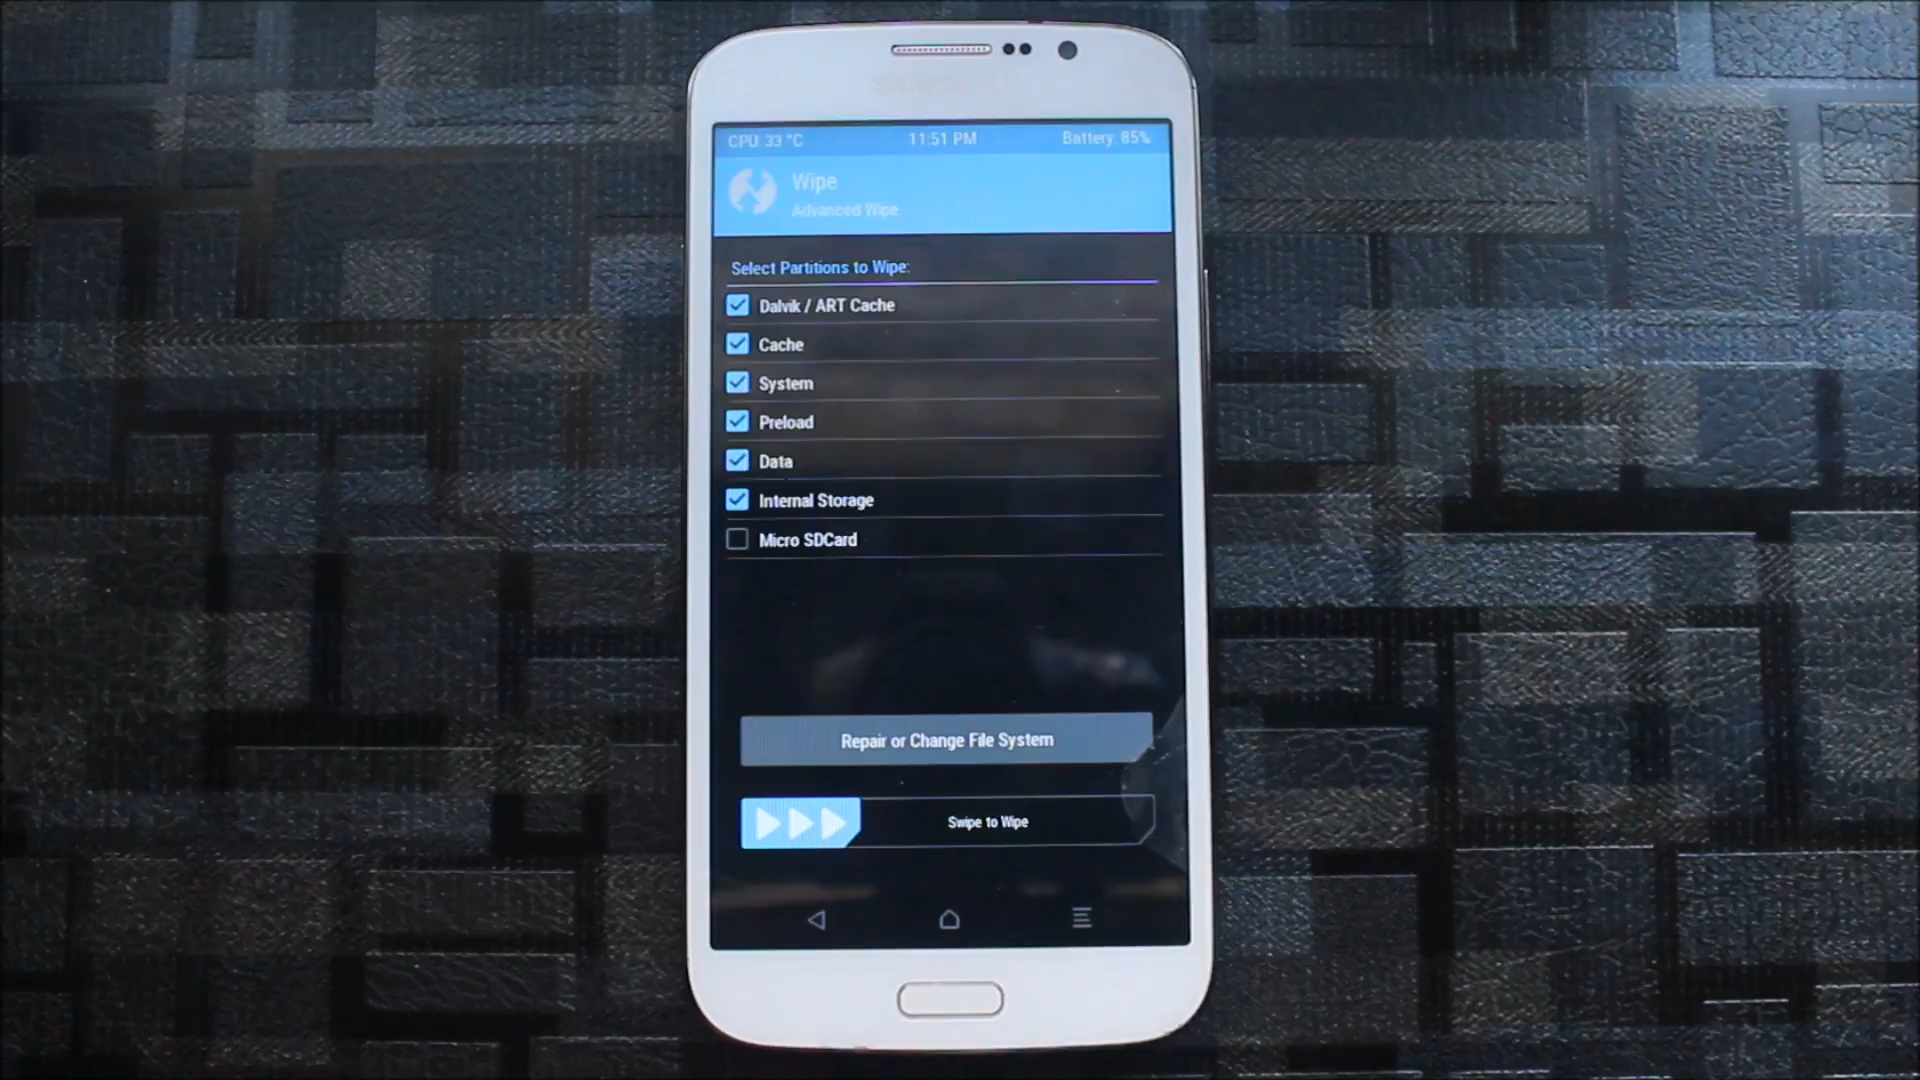 CPU: 33 °C 11:51 PM Battery: 85%
Wipe
Advanced Wipe
Select Partitions to Wipe:
Dalvik / ART Cache
Cache
System
Preload
Data
Internal Storage
Micro SDCard
Repair or Change File System
Swipe to Wipe